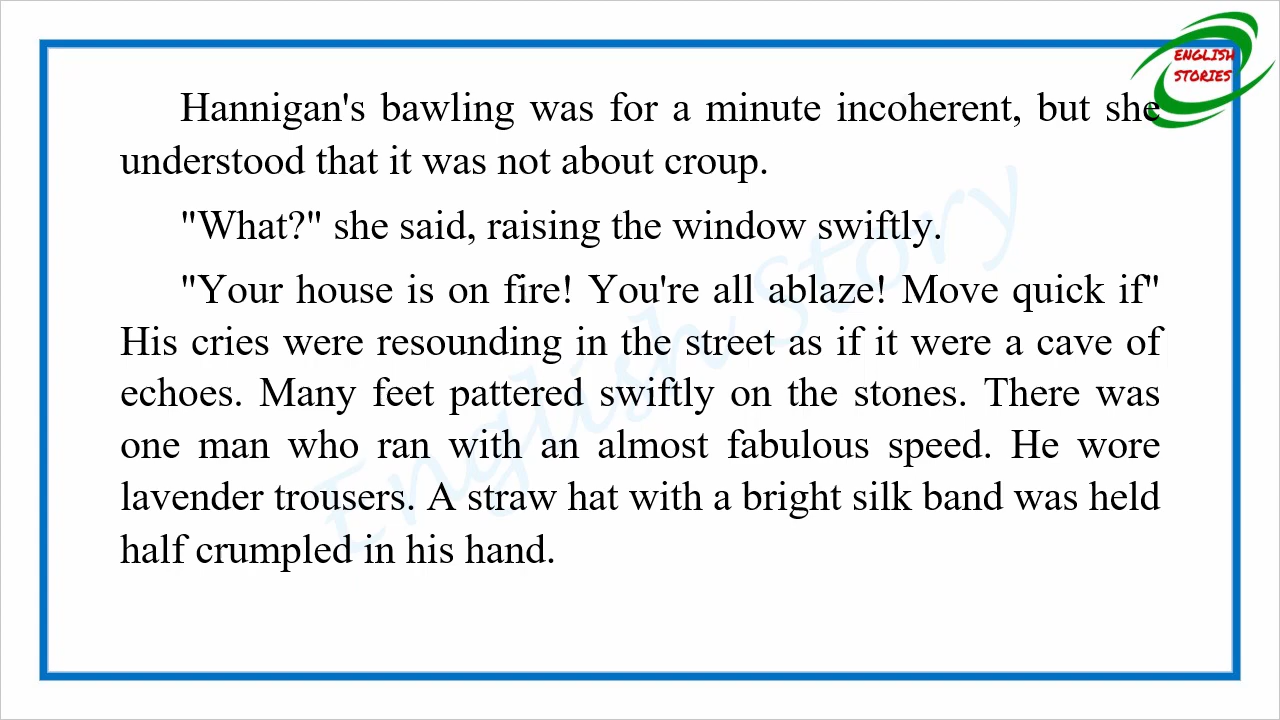 ENGLISH
STORIES
Hannigan's bawling was for a minute incoherent, but she
understood that it was not about croup.
"What?" she said, raising the window swiftly.
"Your house is on fire! You're all ablaze! Move quick if"
His cries were resounding in the street as if it were a cave of
echoes. Many feet pattered swiftly on the stones. There was
one man who ran with an almost fabulous speed. He wore
lavender trousers. A straw hat with a bright silk band was held
half crumpled in his hand.
English Story